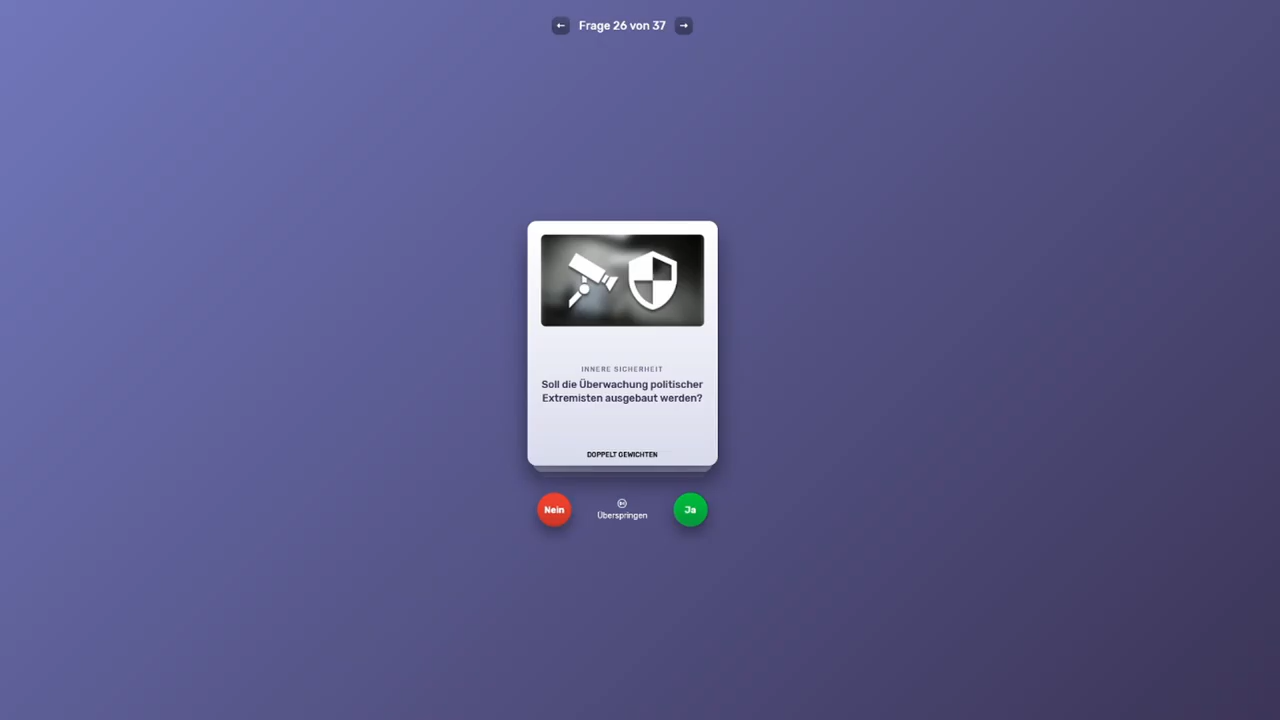 ← Frage 26 von 37 →
INNERE SICHERHEIT
Soll die Überwachung politischer
Extremisten ausgebaut werden?
DOPPELT GEWICHTEN
Nein
Überspringen
Ja